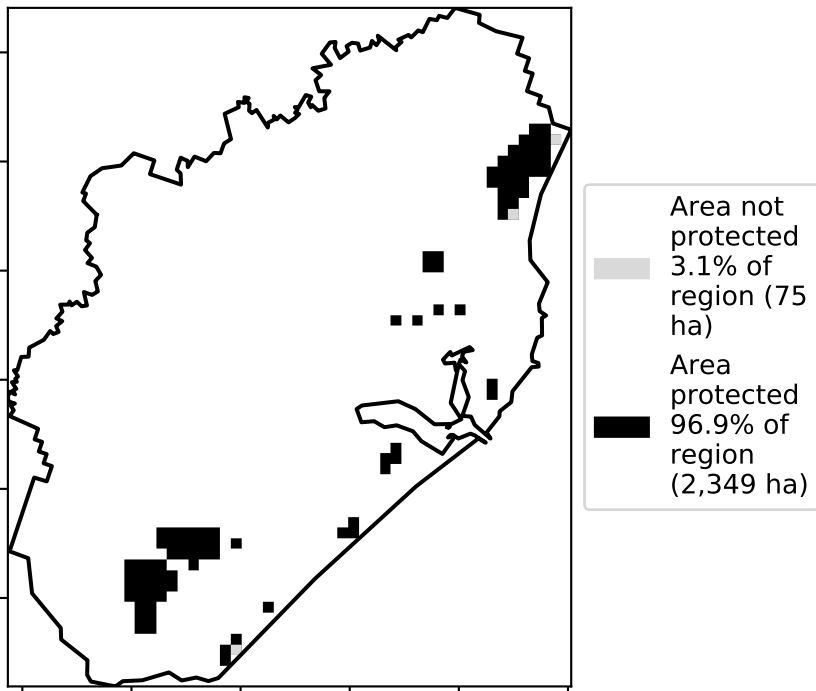 Area not
protected
3.1% of
region (75
ha)
Area
protected
96.9% of
region
(2,349 ha)